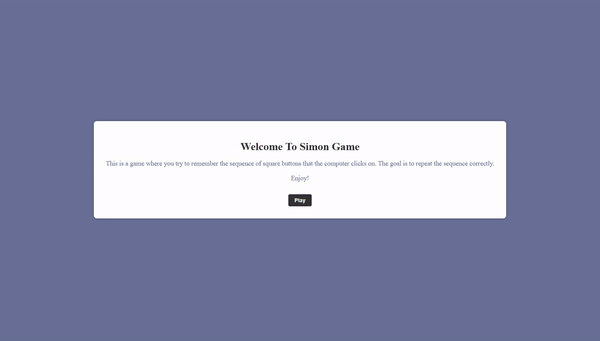 Welcome To Simon Game
This is a game where you try to remember the sequence of square buttons that the computer clicks on. The goal is to repeat the sequence correctly.
Enjoy!
Play